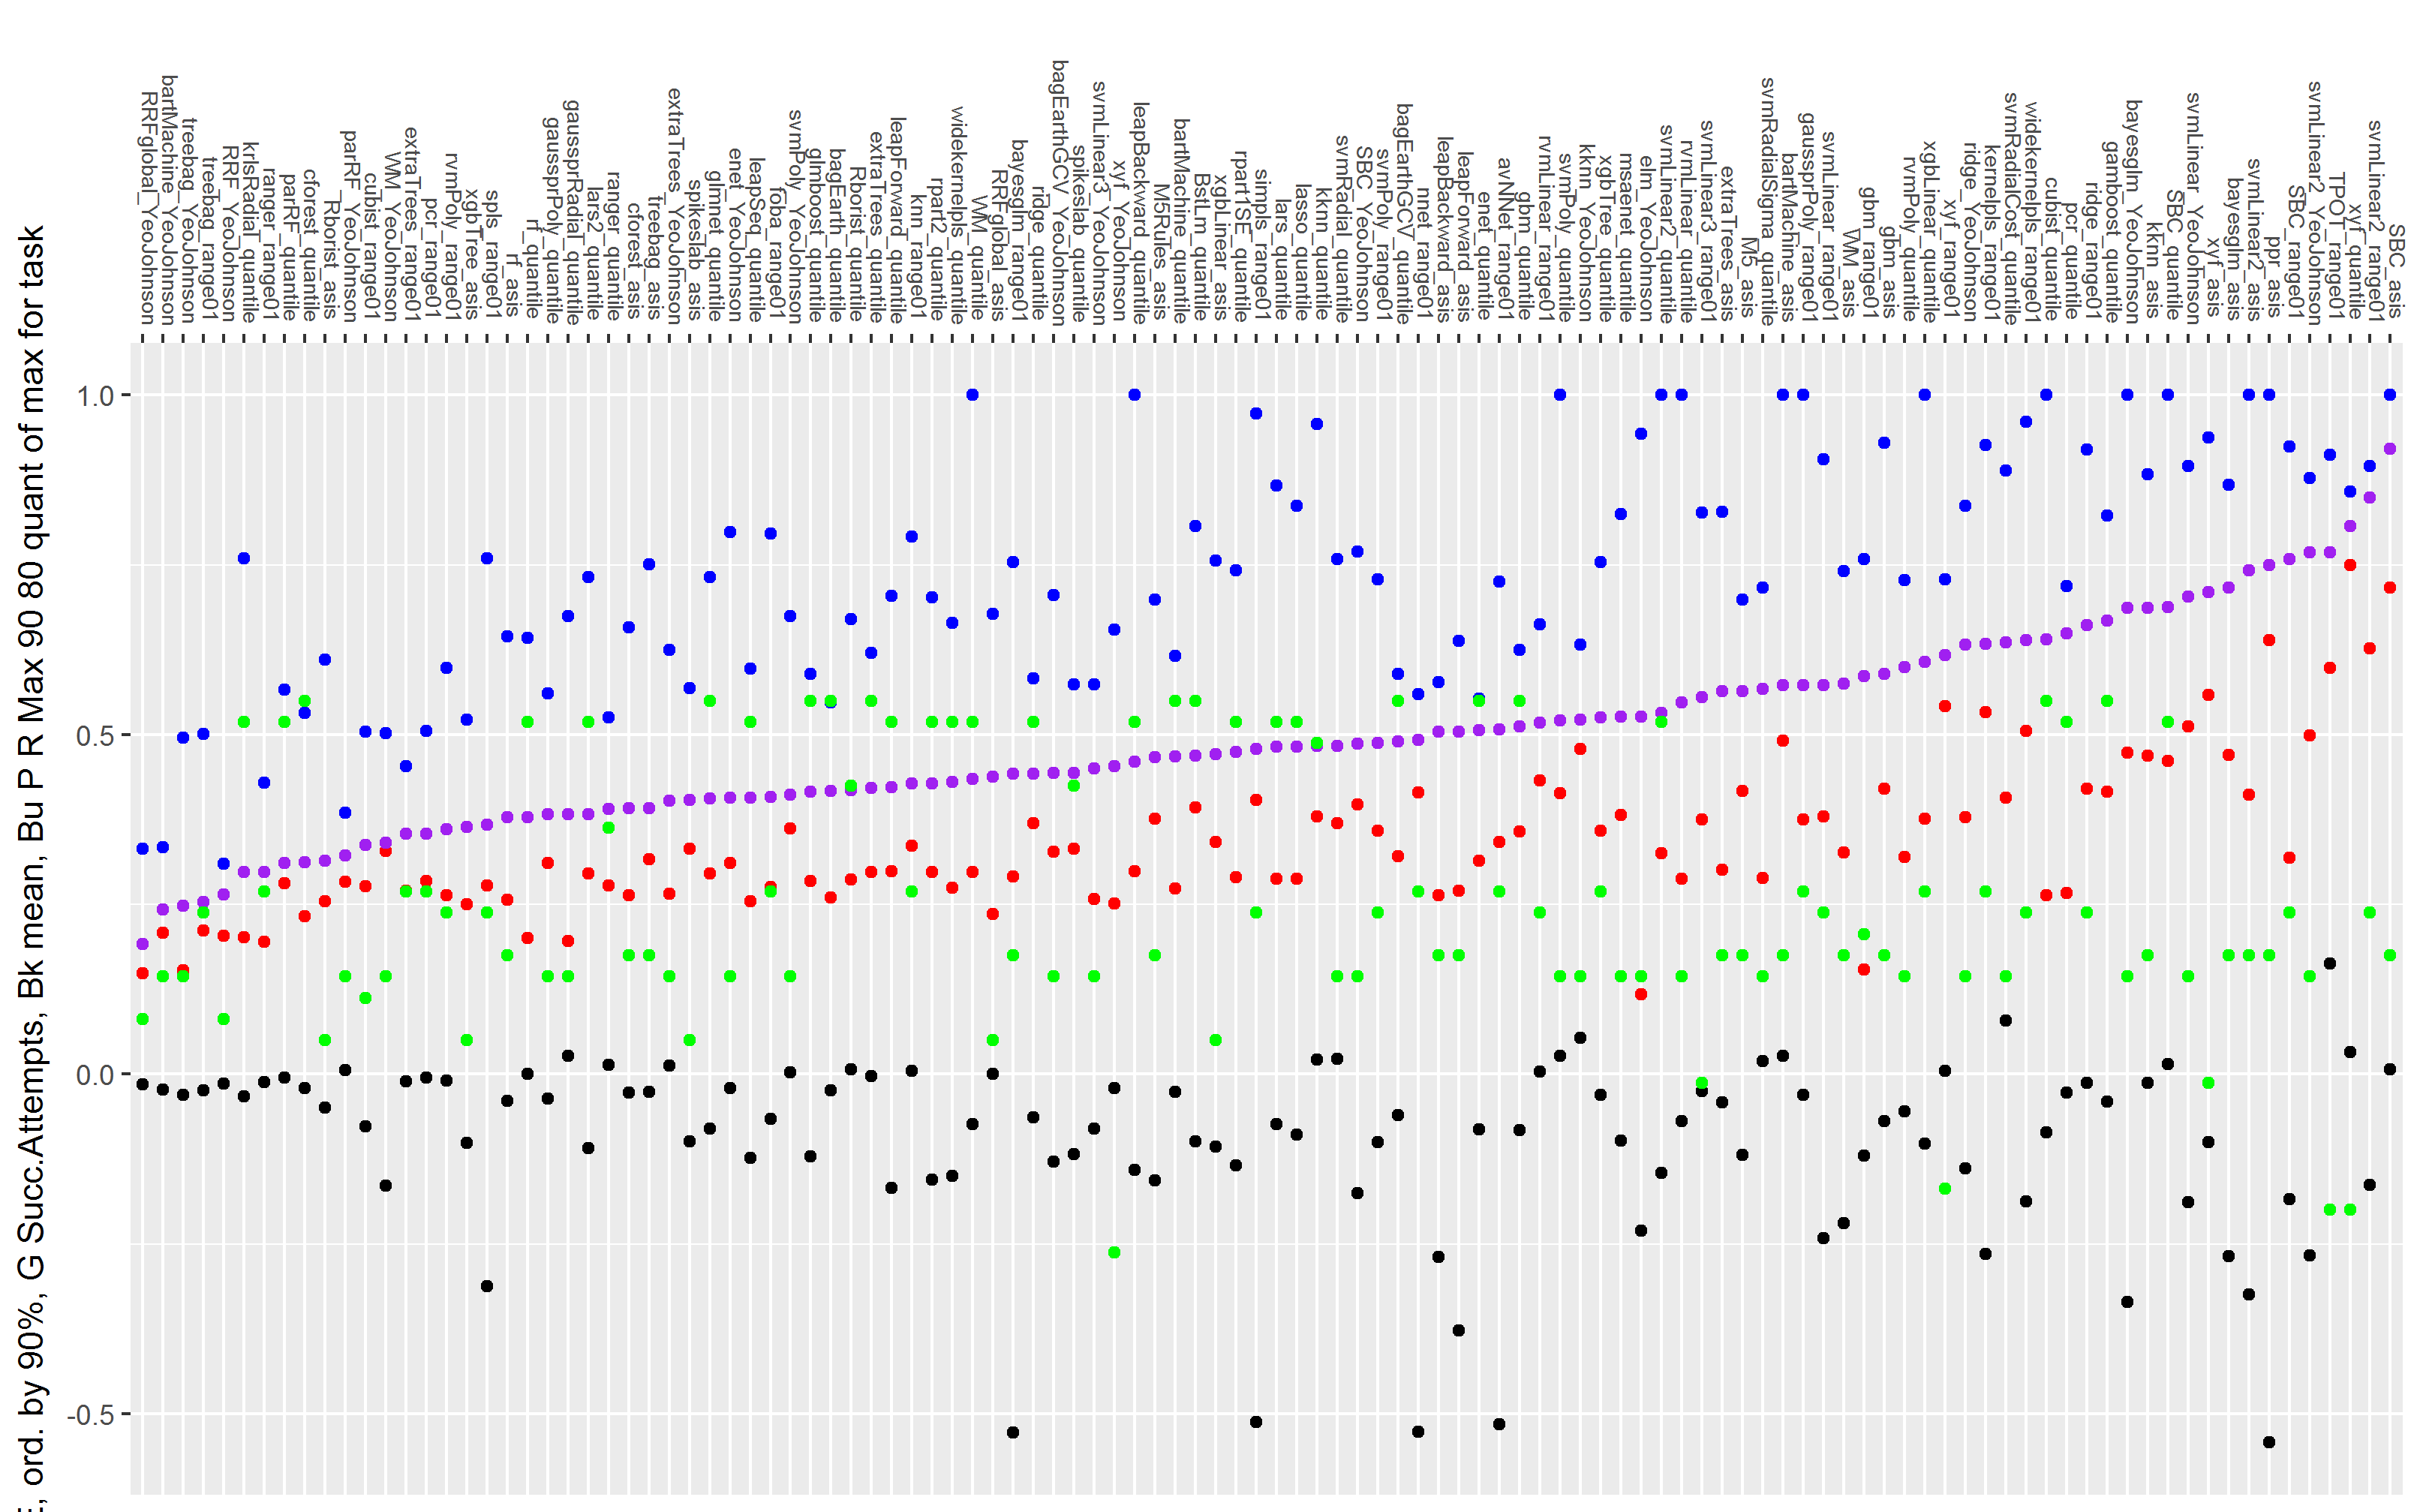 RRFglobal_YeoJohnson
bartMachine_YeoJohnson
treebag_YeoJohnson
treebag_range01
RRF_YeoJohnson
krlsRadial_quantile
ranger_range01
parRF_quantile
cforest_quantile
Rborist_asis
parRF_YeoJohnson
cubist_range01
WM_YeoJohnson
extraTrees_range01
pcr_range01
rvmPoly_range01
xgbTree_asis
spls_range01
rf_asis
rf_quantile
gaussprPoly_quantile
gaussprRadial_quantile
lars2_quantile
ranger_quantile
cforest_asis
treebag_asis
extraTrees_YeoJohnson
spikeslab_asis
glmnet_quantile
enet_YeoJohnson
leapSeq_quantile
foba_range01
svmPoly_YeoJohnson
glmboost_quantile
bagEarth_quantile
Rborist_YeoJohnson
extraTrees_quantile
leapForward_quantile
knn_range01
rpart2_quantile
widekernelpls_quantile
WM_quantile
RRFglobal_asis
bayesglm_range01
ridge_quantile
bagEarthGCV_YeoJohnson
spikeslab_quantile
svmLinear3_YeoJohnson
xyf_YeoJohnson
leapBackward_quantile
M5Rules_asis
bartMachine_quantile
BstLm_quantile
xgbLinear_asis
rpart1SE_quantile
simpls_range01
lars_quantile
lasso_quantile
kknn_quantile
svmRadial_quantile
SBC_YeoJohnson
svmPoly_range01
bagEarthGCV_quantile
nnet_range01
leapBackward_asis
leapForward_asis
enet_quantile
avNNet_range01
gbm_quantile
rvmLinear_range01
svmPoly_quantile
kknn_YeoJohnson
xgbTree_range01
msaenet_quantile
elm_YeoJohnson
svmLinear2_quantile
rvmLinear_quantile
svmLinear3_range01
extraTrees_asis
M5_asis
svmRadialSigma_quantile
bartMachine_asis
gaussprPoly_range01
svmLinear_range01
WM_asis
gbm_range01
gbm_asis
rvmPoly_quantile
xgbLinear_range01
xyf_range01
ridge_YeoJohnson
kernelpls_range01
svmRadialCost_quantile
widekernelpls_range01
cubist_quantile
pcr_quantile
ridge_range01
gamboost_quantile
bayesglm_YeoJohnson
kknn_asis
SBC_quantile
svmLinear_YeoJohnson
xyf_asis
bayesglm_asis
svmLinear2_asis
ppr_asis
SBC_range01
svmLinear2_YeoJohnson
TPOT_range01
xyf_quantile
svmLinear2_range01
SBC_asis
, ord. by 90%, G Succ.Attempts, Bk mean, Bu P R Max 90 80 quant of max for task
1.0
0.5
0.0
-0.5